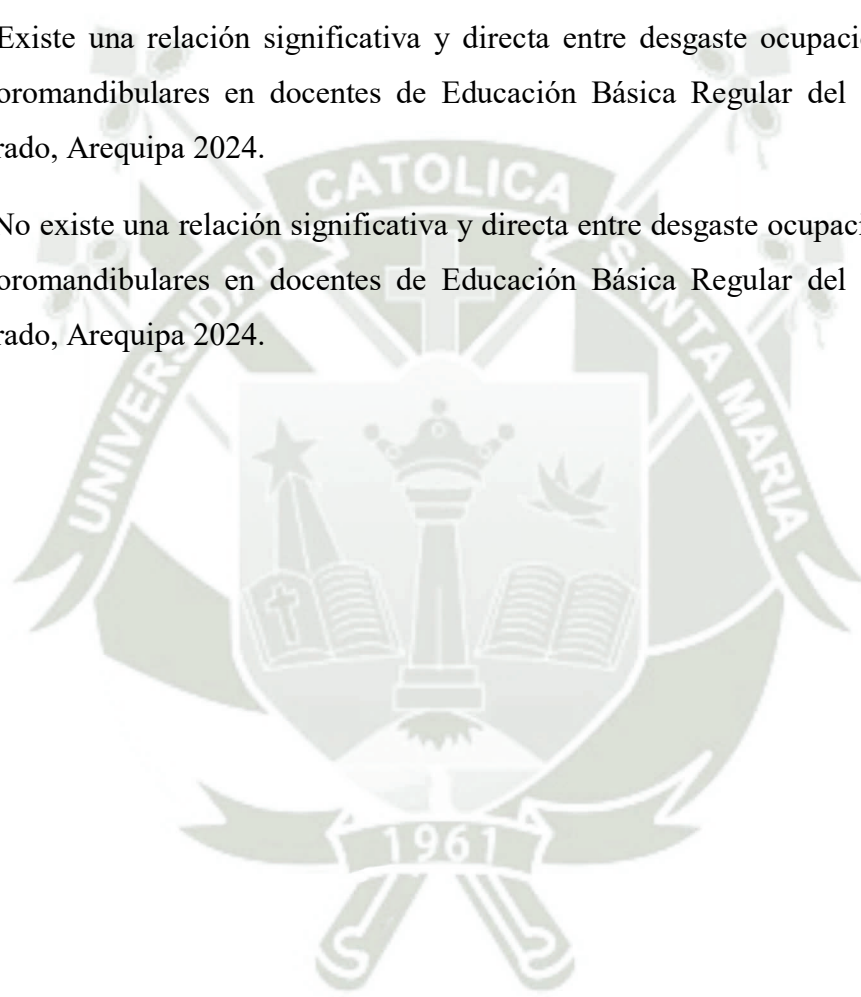 Existe una relación significativa y directa entre desgaste ocupaci
oromandibulares en docentes de Educación Básica Regular del
rado, Arequipa 2024.
No existe una relación significativa y directa entre desgaste ocupaci
oromandibulares en docentes de Educación Básica Regular del
rado, Arequipa 2024.
UNIVERSIDAD CATOLICA SANTA MARIA
1961